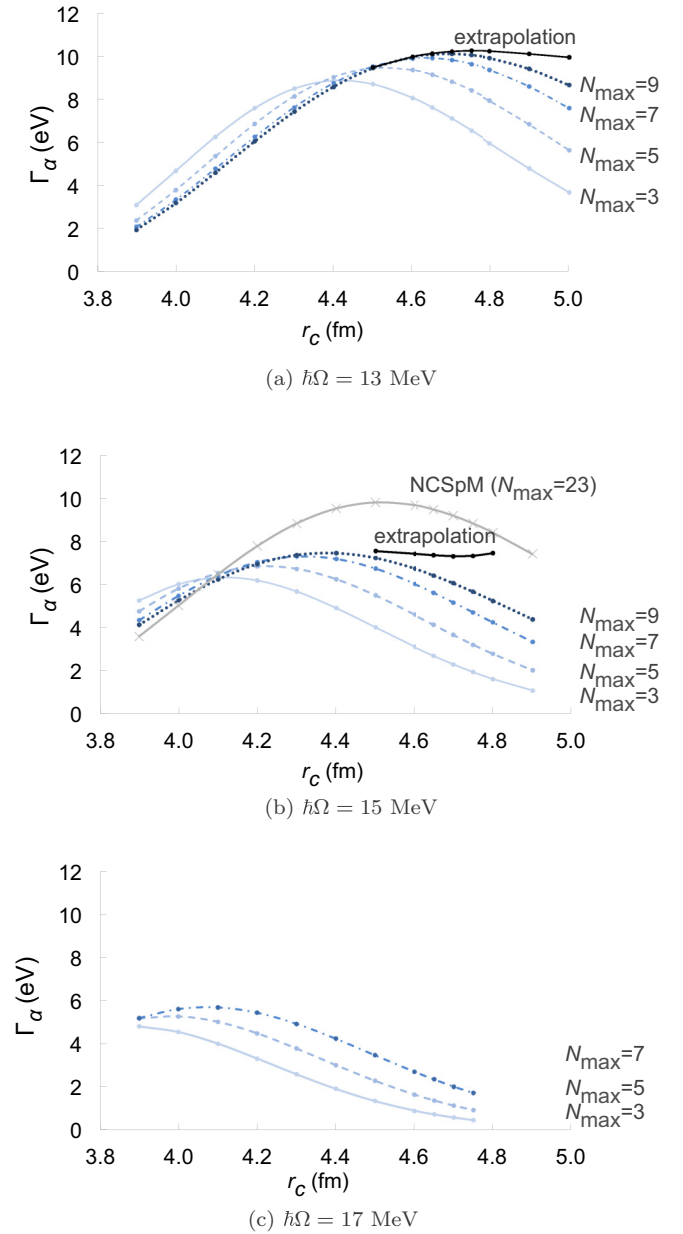 12
10
8
6
4
2
0
Γα (eV)
extrapolation
Nmax=9
Nmax=7
Nmax=5
Nmax=3
3.8 4.0 4.2 4.4 4.6 4.8 5.0
rc (fm)
(a) ℏΩ = 13 MeV
12
10
8
6
4
2
0
Γα (eV)
NCSpM (Nmax=23)
extrapolation
Nmax=9
Nmax=7
Nmax=5
Nmax=3
3.8 4.0 4.2 4.4 4.6 4.8 5.0
rc (fm)
(b) ℏΩ = 15 MeV
12
10
8
6
4
2
0
Γα (eV)
Nmax=7
Nmax=5
Nmax=3
3.8 4.0 4.2 4.4 4.6 4.8 5.0
rc (fm)
(c) ℏΩ = 17 MeV